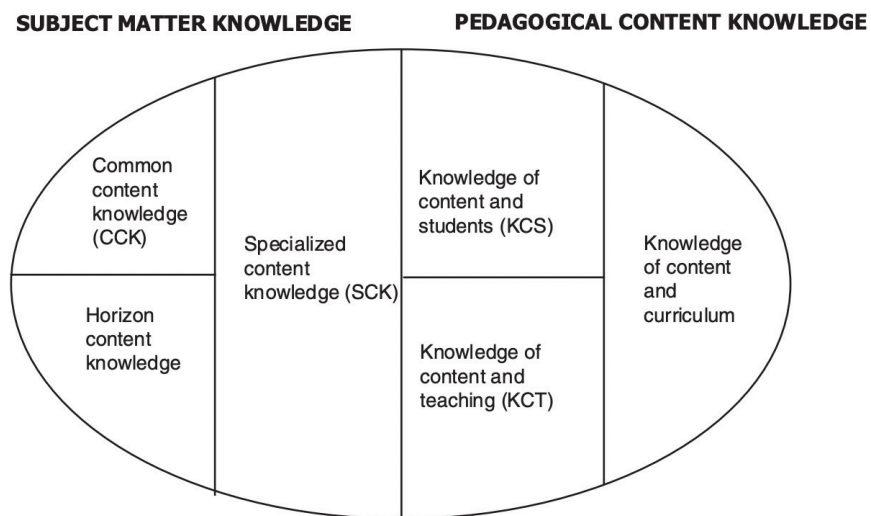 SUBJECT MATTER KNOWLEDGE
PEDAGOGICAL CONTENT KNOWLEDGE
Common
content
knowledge
(CCK)
Horizon
content
knowledge
Specialized
content
knowledge (SCK)
Knowledge of
content and
students (KCS)
Knowledge of
content and
teaching (KCT)
Knowledge
of content
and
curriculum